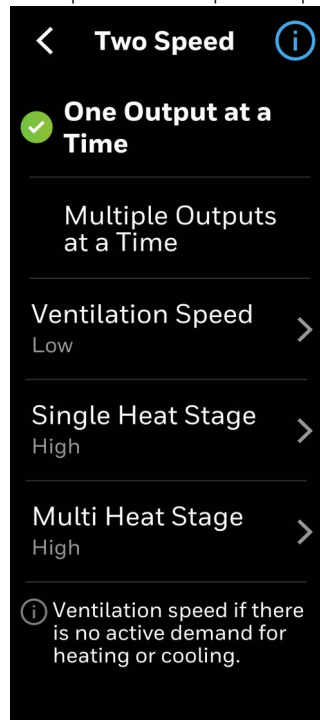 Two Speed
One Output at a
Time
Multiple Outputs
at a Time
Ventilation Speed
Low
Single Heat Stage
High
Multi Heat Stage
High
Ventilation speed if there
is no active demand for
heating or cooling.